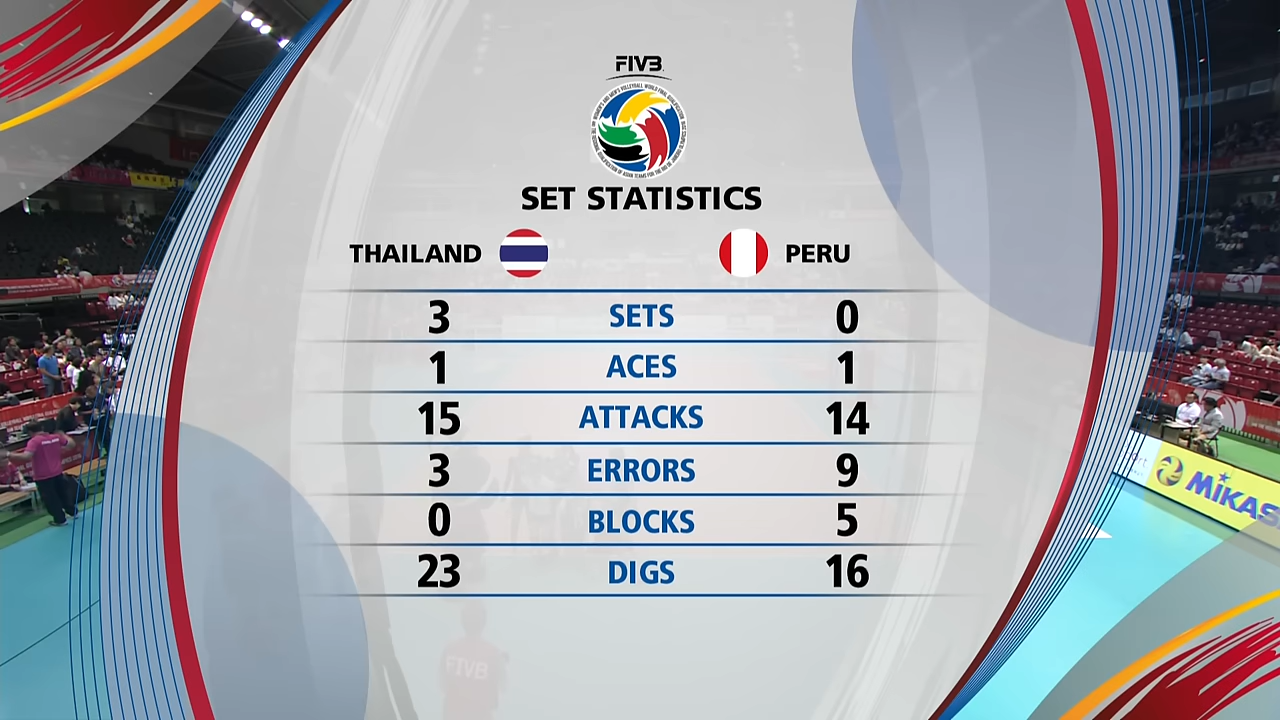 FIVB
SET STATISTICS
THAILAND PERU
3 SETS 0
1 ACES 1
15 ATTACKS 14
3 ERRORS 9
0 BLOCKS 5
23 DIGS 16
MIKAS
FIVB